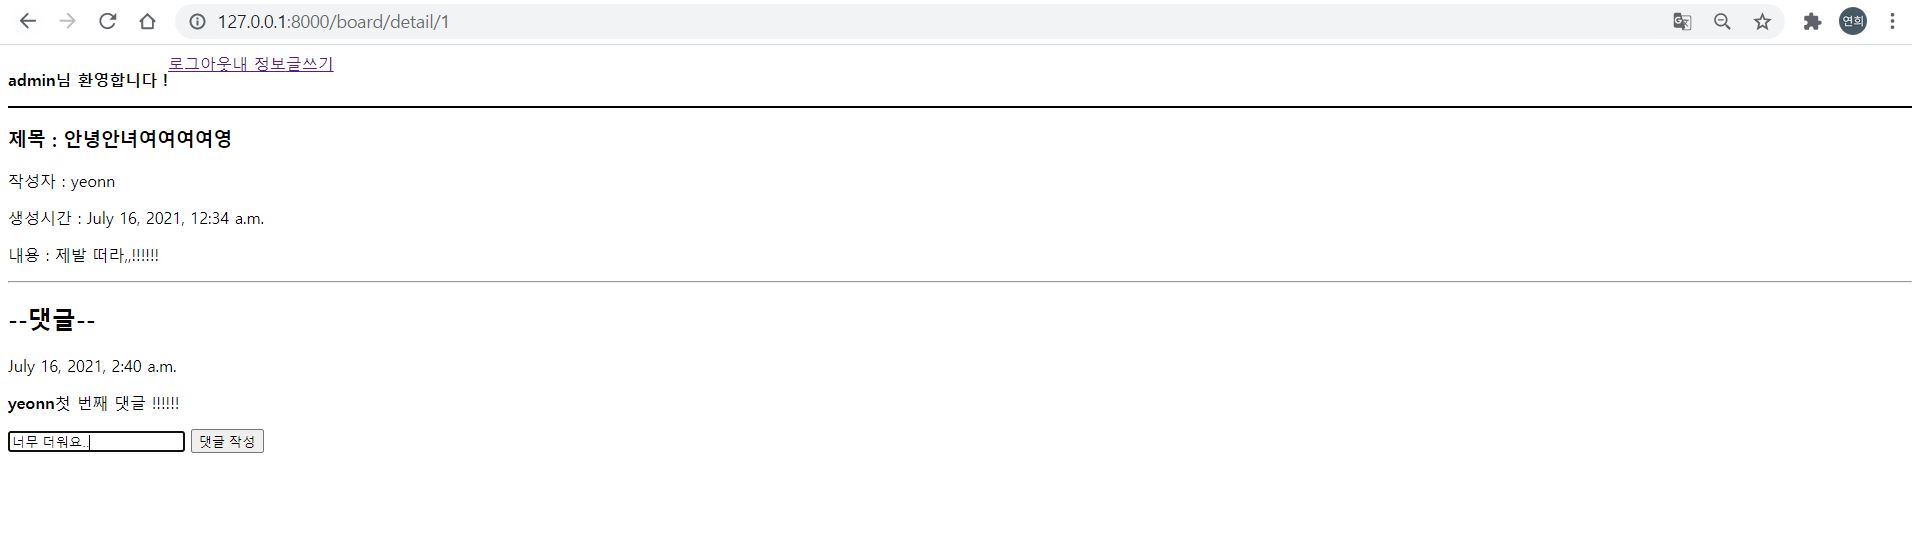 127.0.0.1:8000/board/detail/1
연희
로그아웃내 정보글쓰기
admin님 환영합니다 !
제목 : 안녕안녀여여여여영
작성자 : yeonn
생성시간 : July 16, 2021, 12:34 a.m.
내용 : 제발 떠라,,!!!!!!
--댓글--
July 16, 2021, 2:40 a.m.
yeonn첫 번째 댓글 !!!!!!
너무 더워요.. 댓글 작성